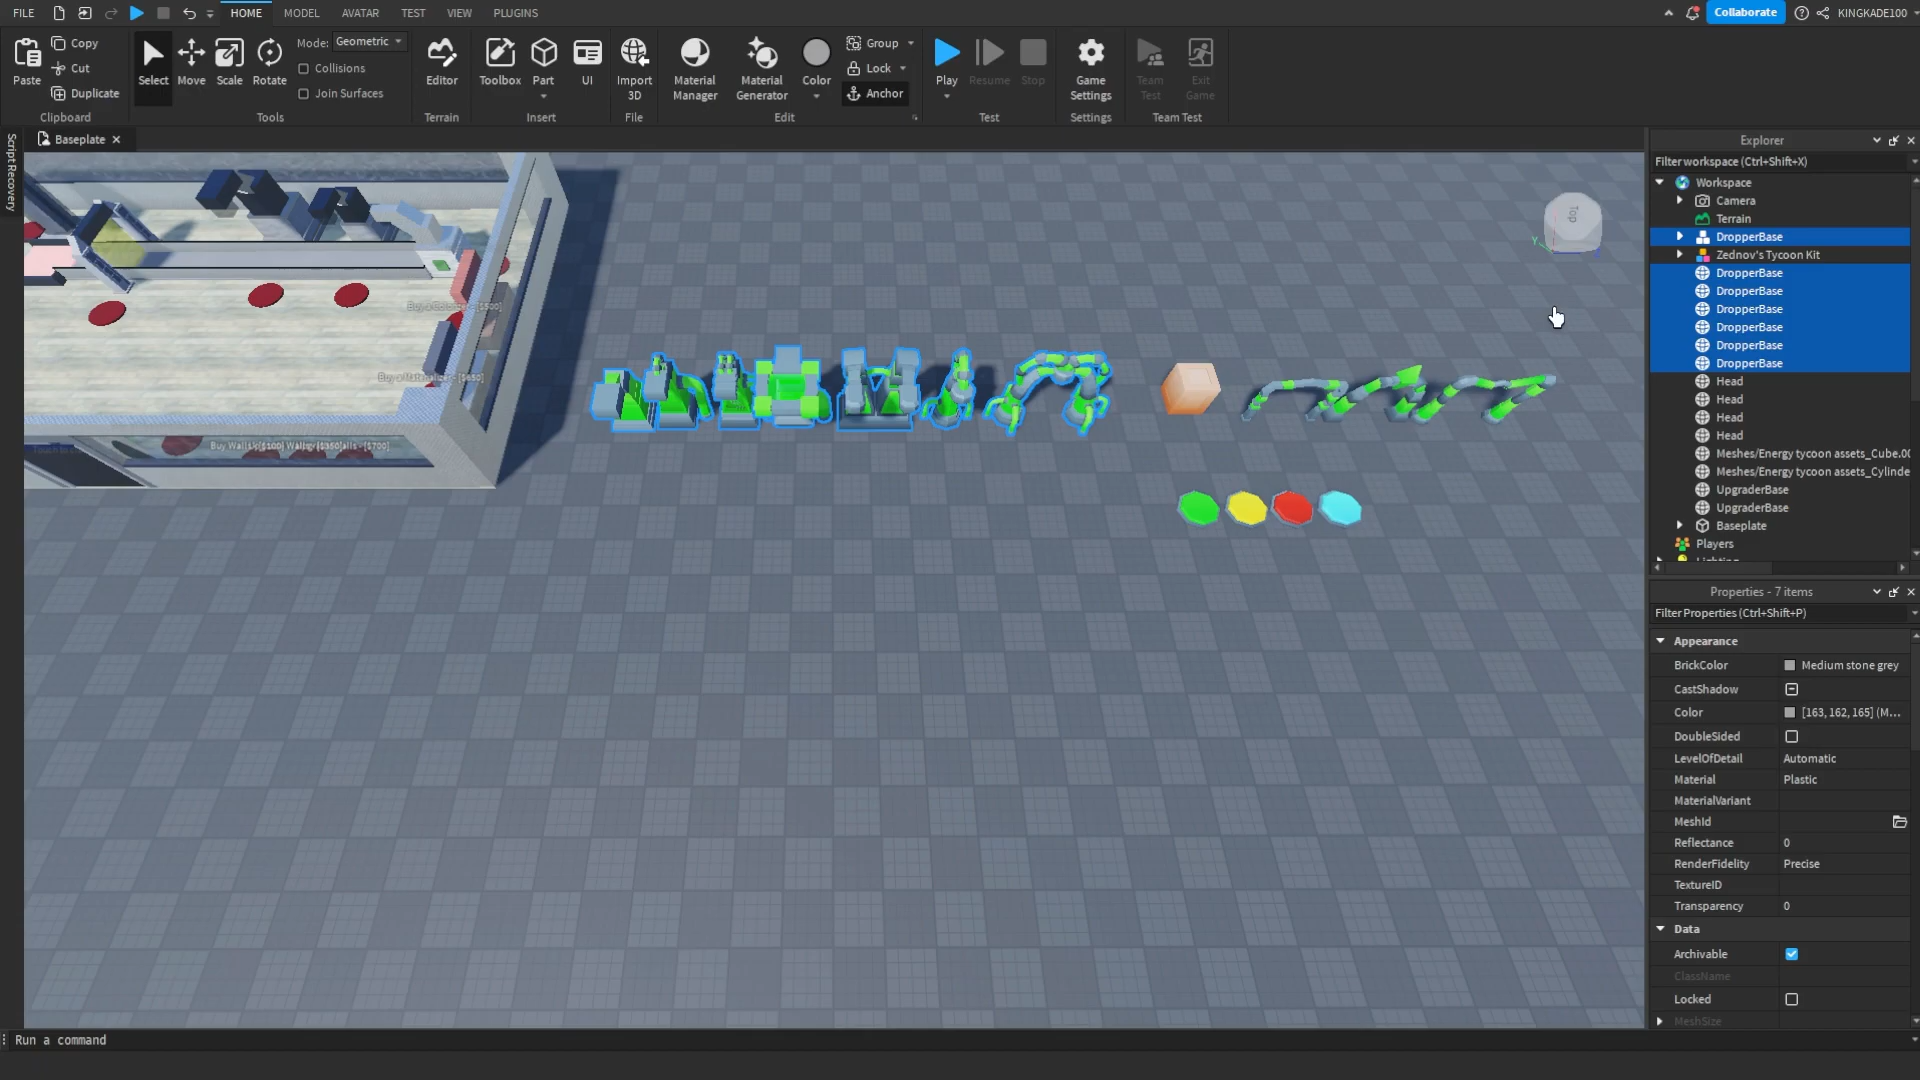 FILE
HOME
MODEL
AVATAR
TEST
VIEW
PLUGINS
Collaborate
KINGKADE100
Paste
Copy
Cut
Duplicate
Clipboard
Select
Move
Scale
Rotate
Mode: Geometric
Collisions
Join Surfaces
Tools
Editor
Terrain
Toolbox
Part
UI
Insert
Import 3D
File
Material Manager
Material Generator
Color
Group
Lock
Anchor
Edit
Play
Resume
Stop
Test
Game Settings
Settings
Team Test
Exit Game
Team Test
Script Recovery
Baseplate
Buy Walls - [$100]
Top
Y
Explorer
Filter workspace (Ctrl+Shift+X)
Workspace
Camera
Terrain
DropperBase
Zednov's Tycoon Kit
DropperBase
DropperBase
DropperBase
DropperBase
DropperBase
DropperBase
Head
Head
Head
Head
Meshes/Energy tycoon assets_Cube.00
Meshes/Energy tycoon assets_Cylinde
UpgraderBase
UpgraderBase
Baseplate
Players
Properties - 7 items
Filter Properties (Ctrl+Shift+P)
Appearance
BrickColor Medium stone grey
CastShadow
Color [163, 162, 165] (M...
DoubleSided
LevelOfDetail Automatic
Material Plastic
MaterialVariant
MeshId
Reflectance 0
RenderFidelity Precise
TextureID
Transparency 0
Data
Archivable
ClassName
Locked
MeshSize
Run a command